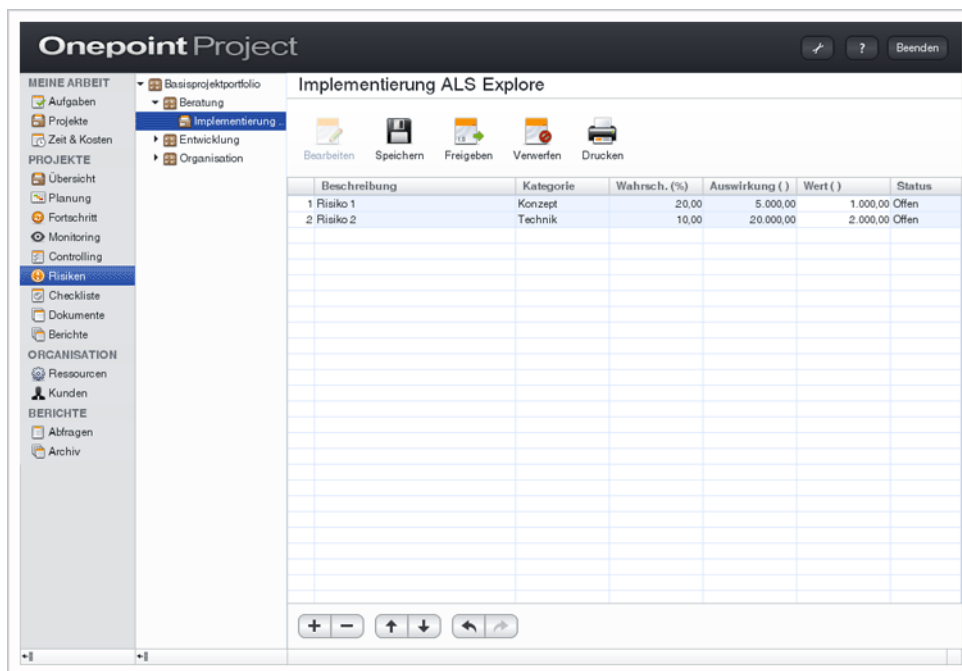 Onepoint Project
? Beenden
MEINE ARBEIT
Aufgaben
Projekte
Zeit & Kosten
PROJEKTE
Übersicht
Planung
Fortschritt
Monitoring
Controlling
Risiken
Checkliste
Dokumente
Berichte
ORGANISATION
Ressourcen
Kunden
BERICHTE
Abfragen
Archiv
Basisprojektportfolio
Beratung
Implementierung ..
Entwicklung
Organisation
Implementierung ALS Explore
Bearbeiten Speichern Freigeben Verwerfen Drucken
Beschreibung Kategorie Wahrsch. (%) Auswirkung ( ) Wert ( ) Status
1 Risiko 1 Konzept 20,00 5.000,00 1.000,00 Offen
2 Risiko 2 Technik 10,00 20.000,00 2.000,00 Offen